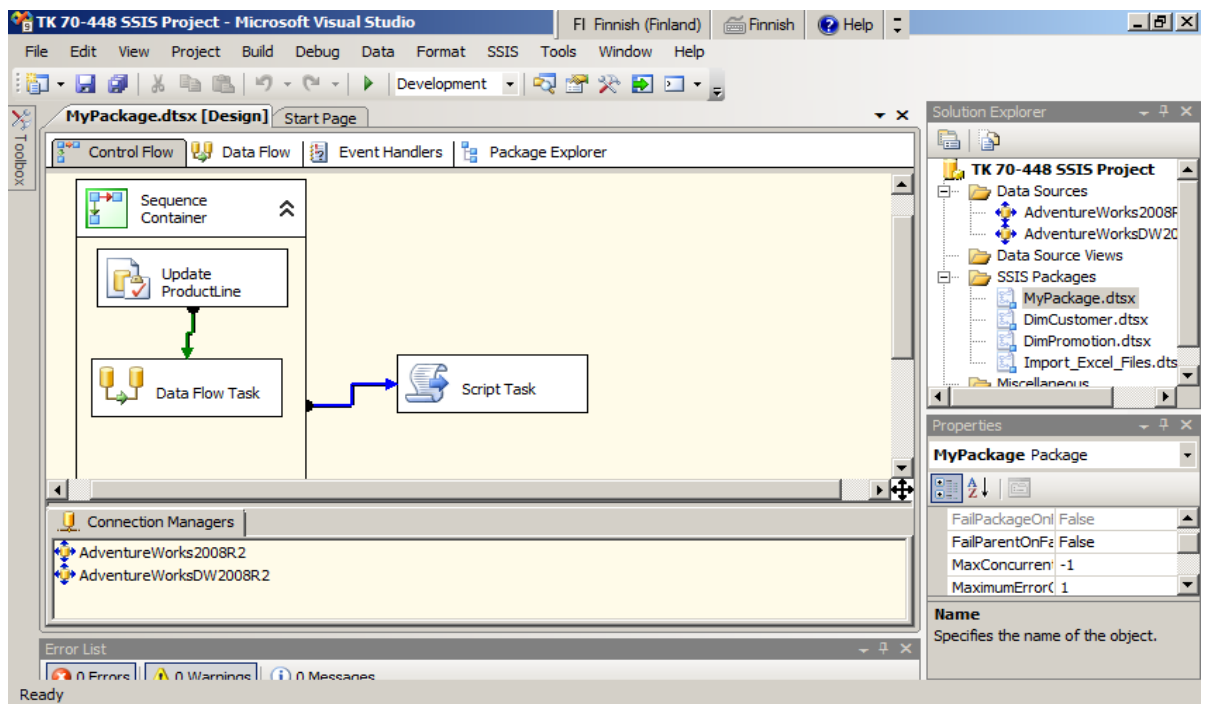 TK 70-448 SSIS Project - Microsoft Visual Studio
FI Finnish (Finland) Finnish Help
File Edit View Project Build Debug Data Format SSIS Tools Window Help
Development
Toolbox
MyPackage.dtsx [Design] Start Page
Control Flow Data Flow Event Handlers Package Explorer
Sequence
Container
Update
ProductLine
Data Flow Task
Script Task
Connection Managers
AdventureWorks2008R2
AdventureWorksDW2008R2
Error List
0 Errors 0 Warnings 0 Messages
Ready
Solution Explorer
TK 70-448 SSIS Project
Data Sources
AdventureWorks2008R
AdventureWorksDW20
Data Source Views
SSIS Packages
MyPackage.dtsx
DimCustomer.dtsx
DimPromotion.dtsx
Import_Excel_Files.dts
Miscellaneous
Properties
MyPackage Package
FailPackageOnI False
FailParentOnFa False
MaxConcurren -1
MaximumErrorC 1
Name
Specifies the name of the object.